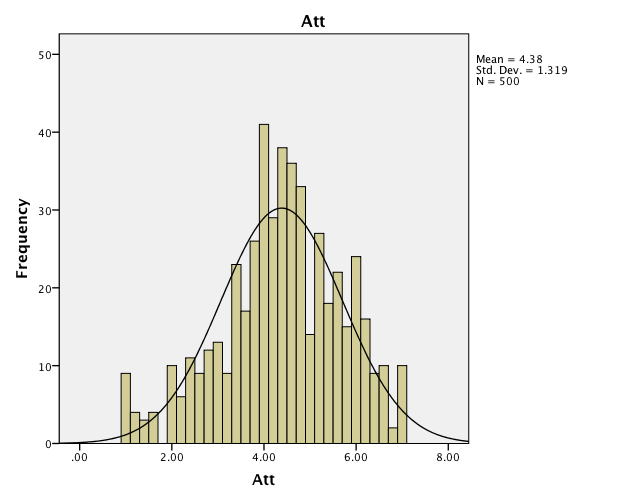 Att
Mean = 4.38
Std. Dev. = 1.319
N = 500
50
40
30
20
10
0
Frequency
.00
2.00
4.00
6.00
8.00
Att